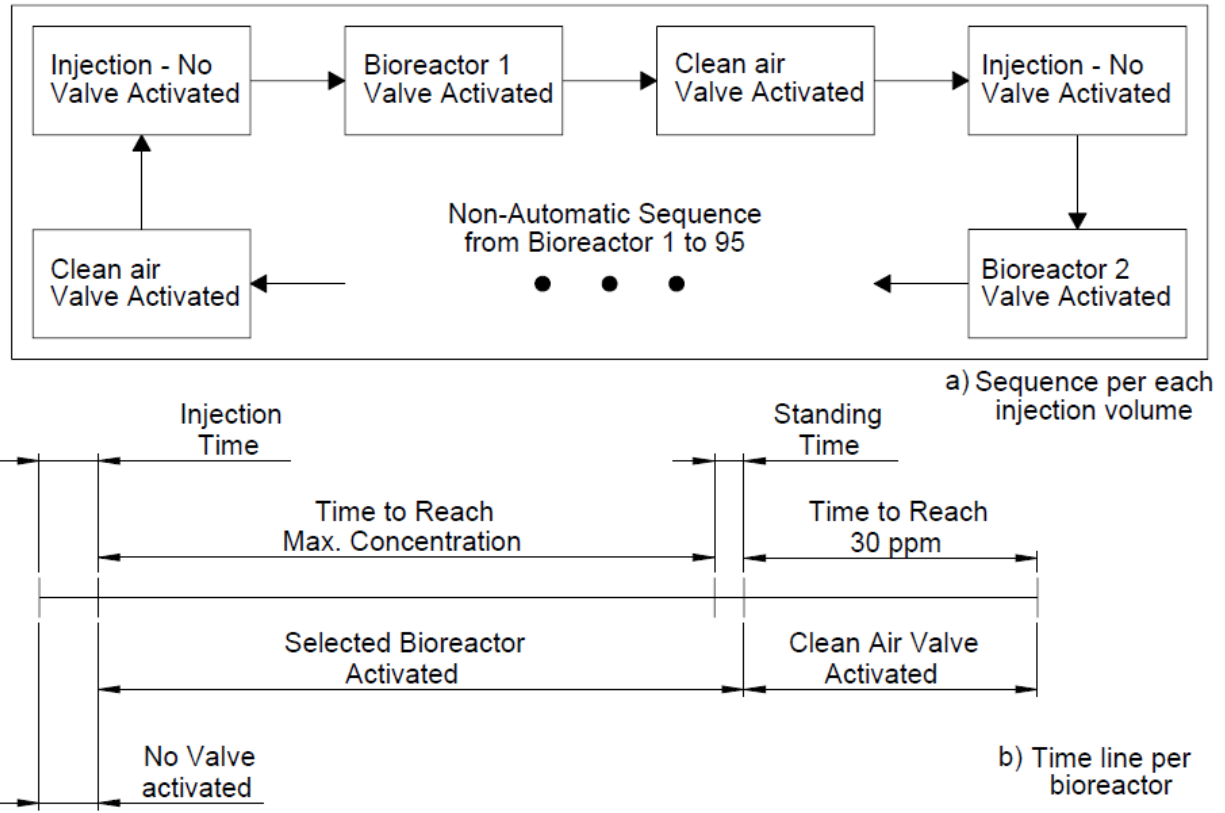 Injection - No
Valve Activated
Bioreactor 1
Valve Activated
Clean air
Valve Activated
Injection - No
Valve Activated
Non-Automatic Sequence
from Bioreactor 1 to 95
Clean air
Valve Activated
Bioreactor 2
Valve Activated
a) Sequence per each
injection volume
Injection
Time
Standing
Time
Time to Reach
Max. Concentration
Time to Reach
30 ppm
Selected Bioreactor
Activated
Clean Air Valve
Activated
No Valve
activated
b) Time line per
bioreactor